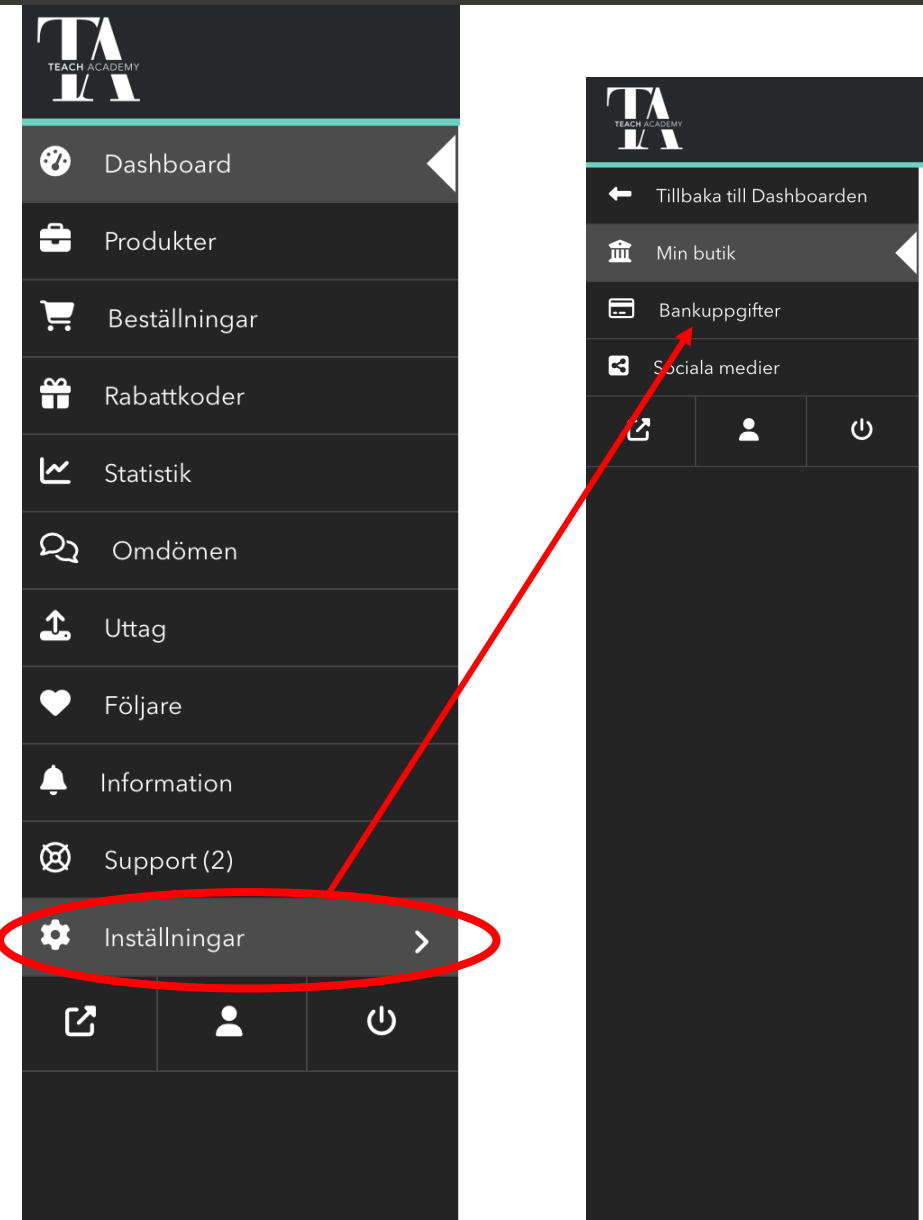 TA
TEACH ACADEMY
Dashboard
Produkter
Beställningar
Rabattkoder
Statistik
Omdömen
Uttag
Följare
Information
Support (2)
Inställningar
TA
TEACH ACADEMY
Tillbaka till Dashboarden
Min butik
Bankuppgifter
Sociala medier